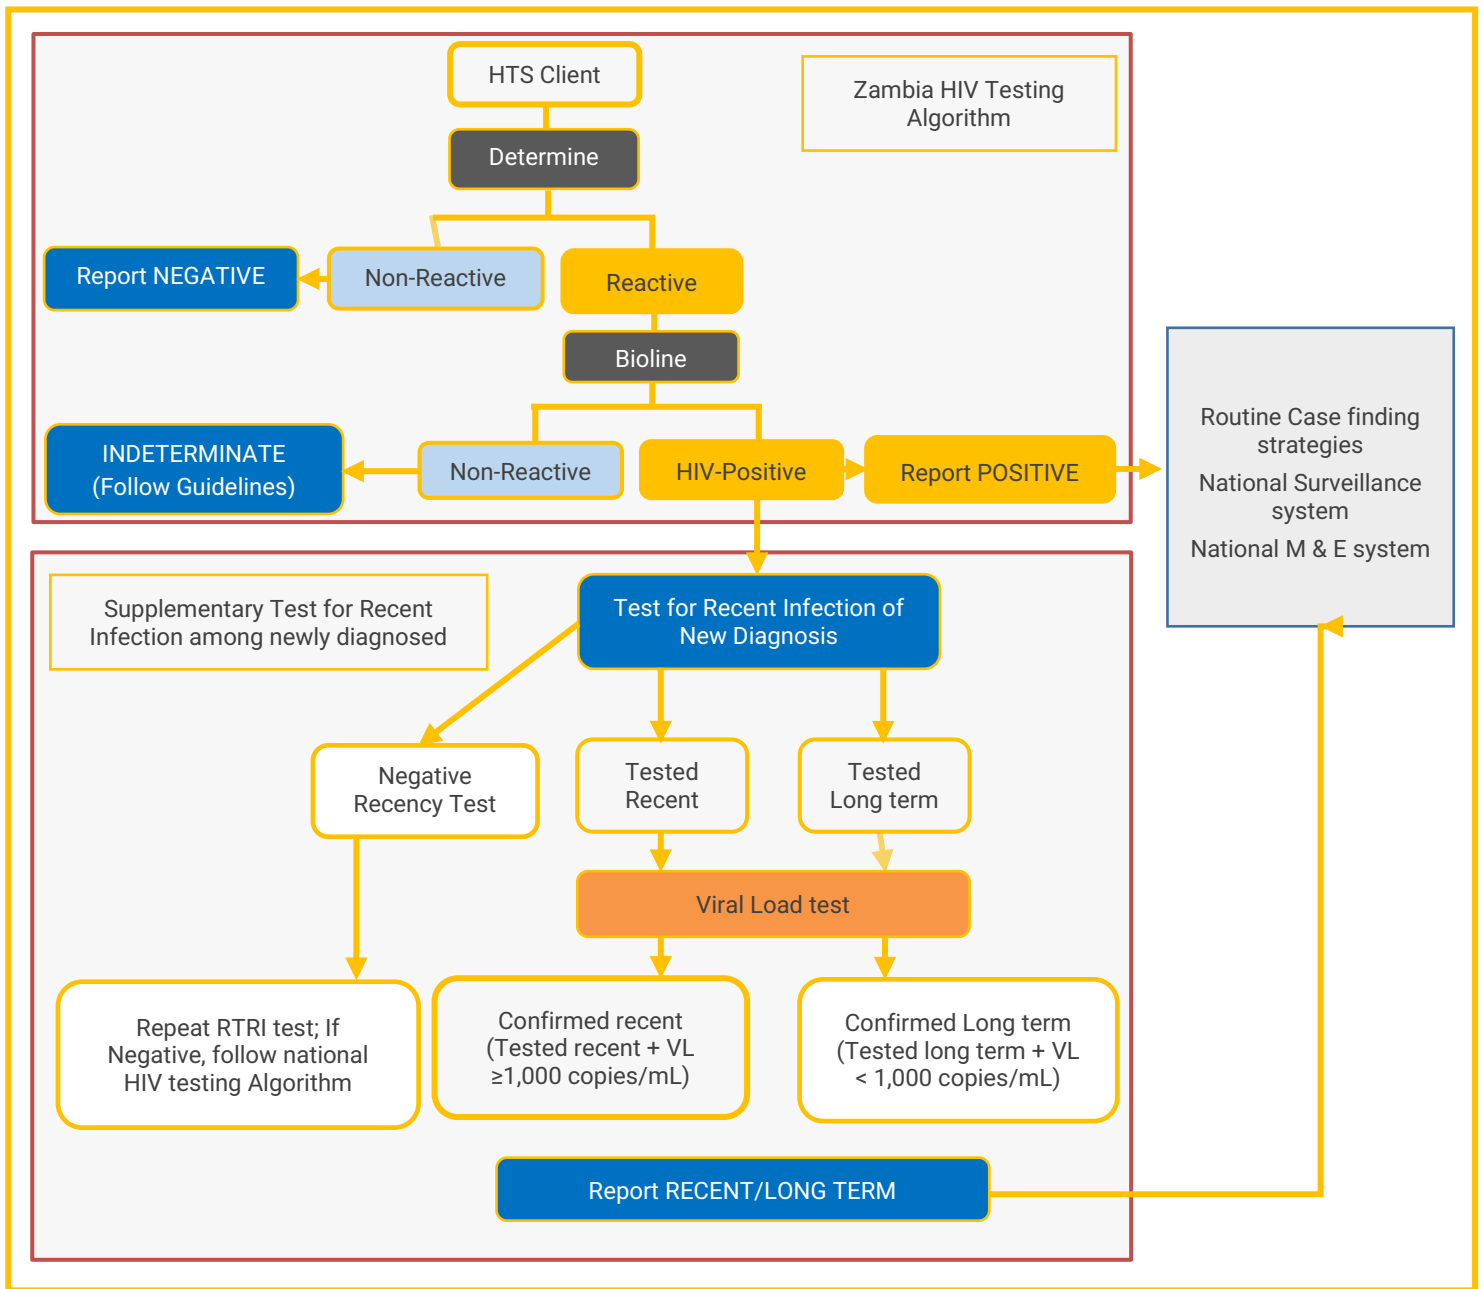 HTS Client
Zambia HIV Testing
Algorithm
Determine
Report NEGATIVE
Non-Reactive
Reactive
Bioline
INDETERMINATE
(Follow Guidelines)
Non-Reactive
HIV-Positive
Report POSITIVE
Routine Case finding
strategies
National Surveillance
system
National M & E system
Supplementary Test for Recent
Infection among newly diagnosed
Test for Recent Infection of
New Diagnosis
Negative
Recency Test
Tested
Recent
Tested
Long term
Viral Load test
Repeat RTRI test; If
Negative, follow national
HIV testing Algorithm
Confirmed recent
(Tested recent + VL
≥1,000 copies/mL)
Confirmed Long term
(Tested long term + VL
< 1,000 copies/mL)
Report RECENT/LONG TERM